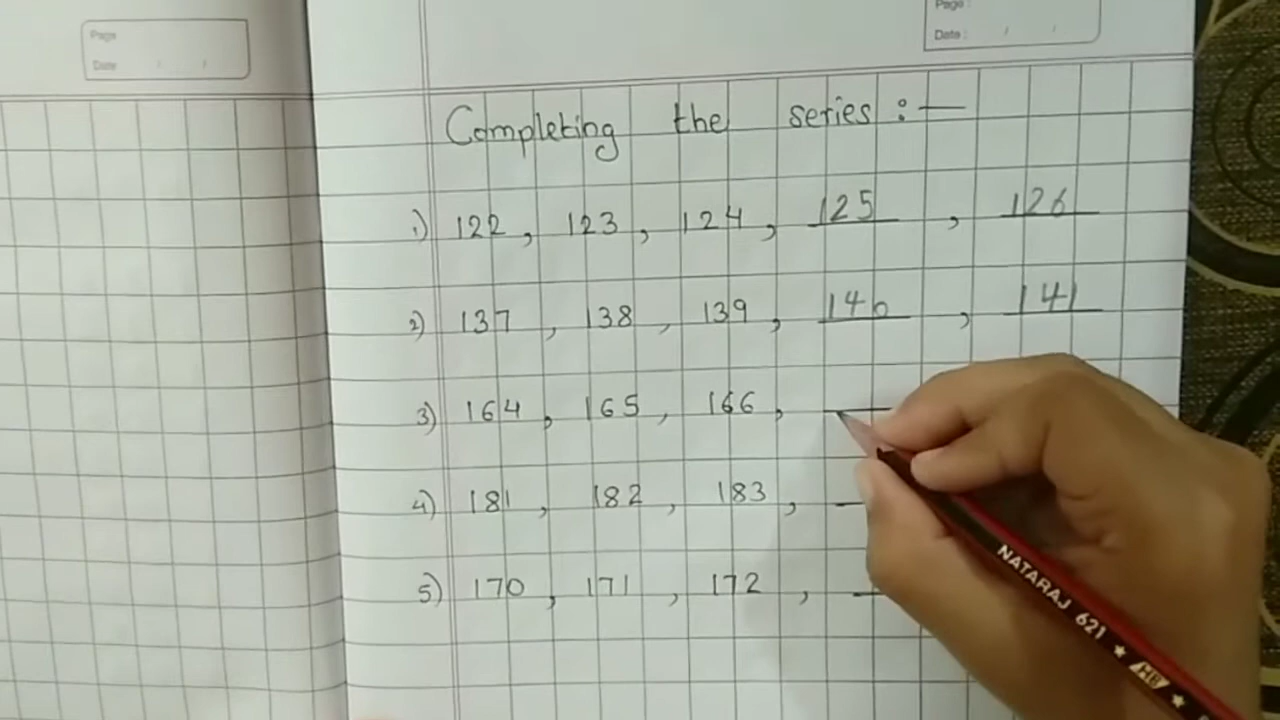 Page
Date / /
Page :
Date : / /
Completing the series :—
1) 122, 123, 124, 125, 126
2) 137, 138, 139, 140, 141
3) 164, 165, 166,
4) 181, 182, 183,
5) 170, 171, 172,
NATARAJ 621 ★ HB ★